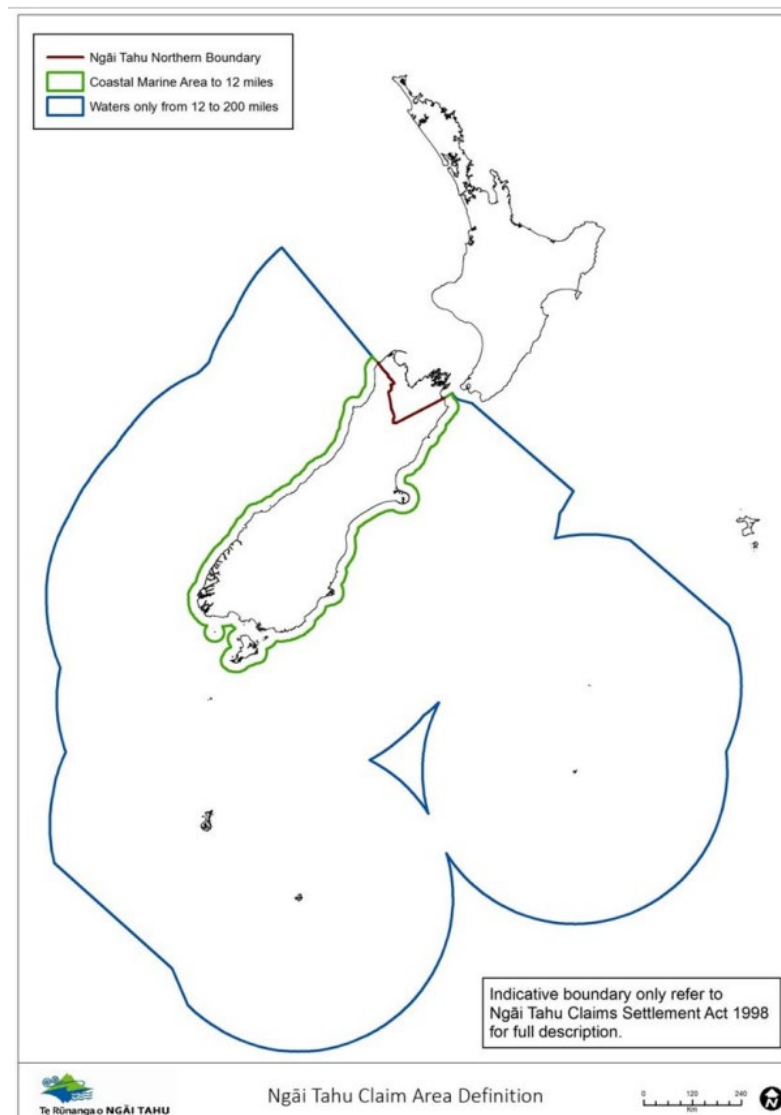 Ngāi Tahu Northern Boundary
Coastal Marine Area to 12 miles
Waters only from 12 to 200 miles
Indicative boundary only refer to
Ngāi Tahu Claims Settlement Act 1998
for full description.
Te Rūnanga o NGĀI TAHU
Ngāi Tahu Claim Area Definition
0 120 240
Km
N